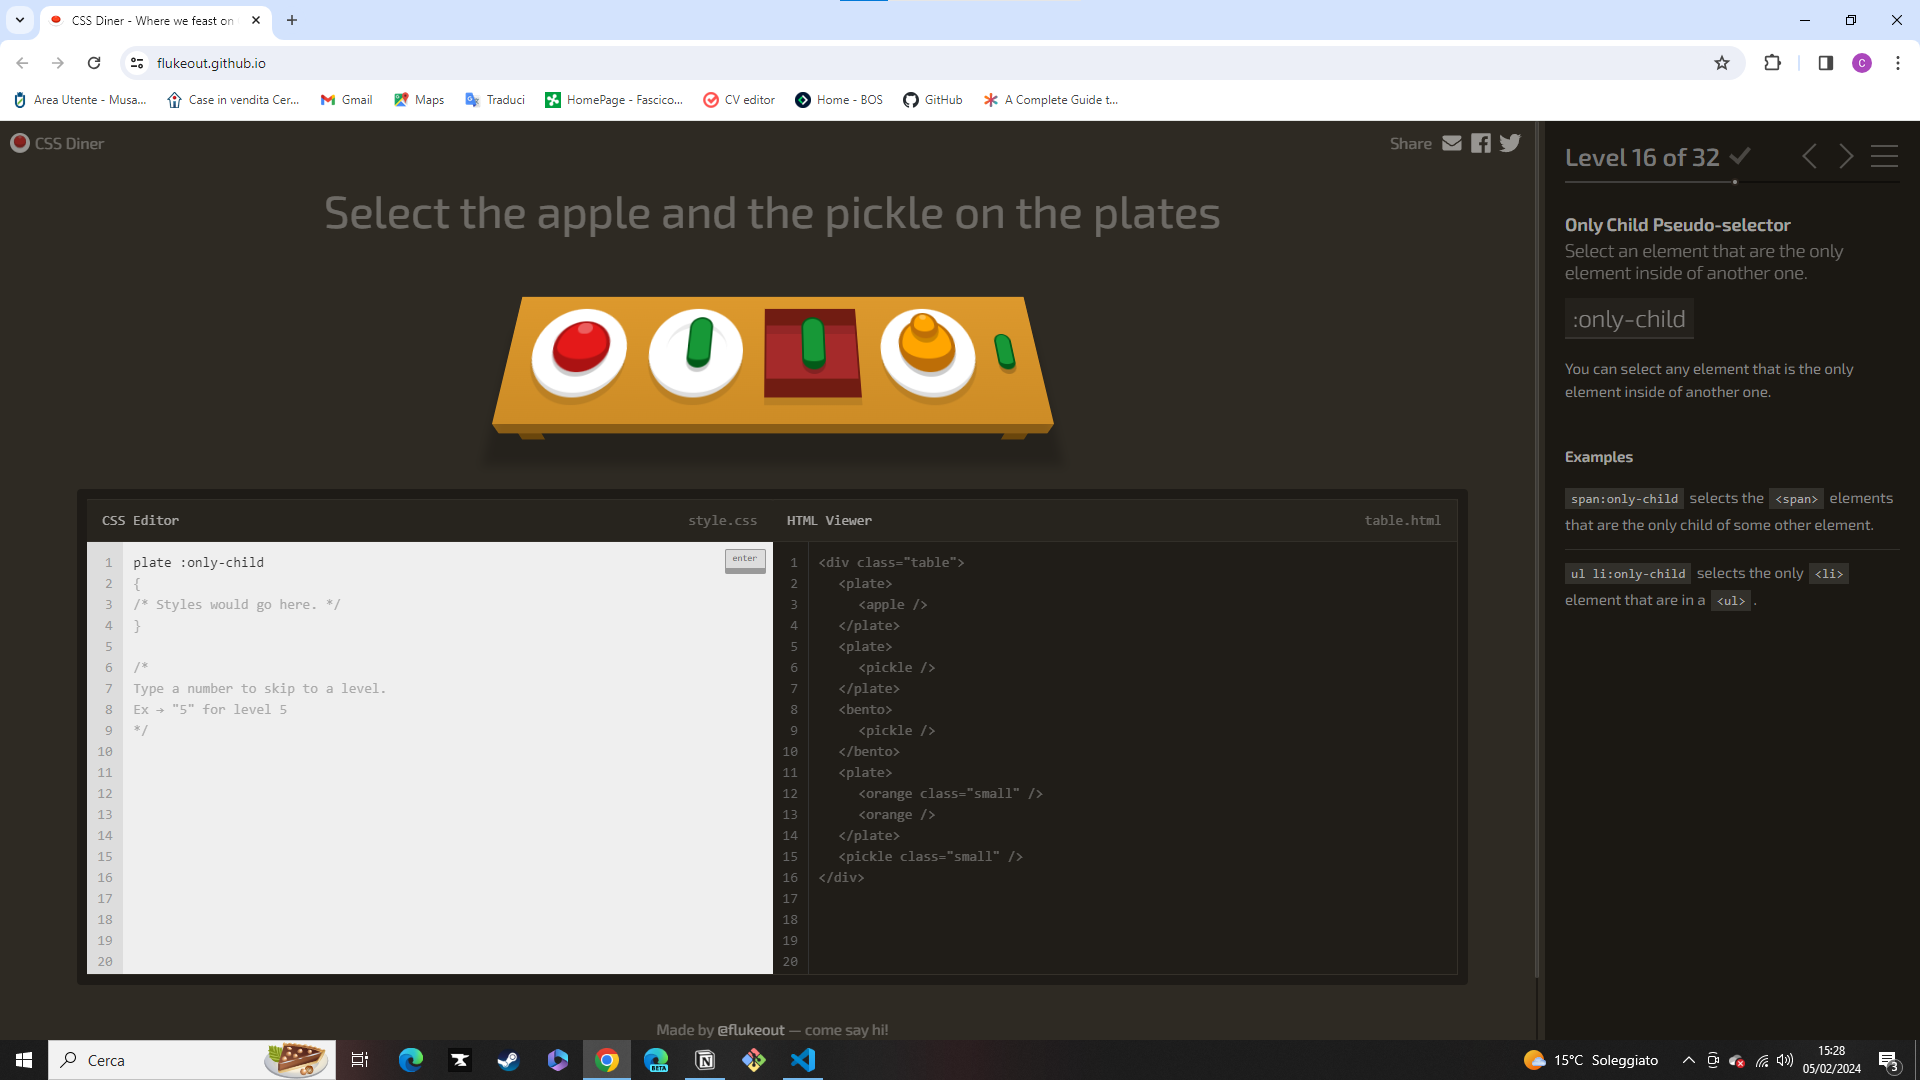 CSS Diner - Where we feast on
flukeout.github.io
C
Area Utente - Musa...
Case in vendita Cer...
Gmail
Maps
Traduci
HomePage - Fascico...
CV editor
Home - BOS
GitHub
A Complete Guide t...
CSS Diner
Share
Select the apple and the pickle on the plates
CSS Editor
style.css
1 plate :only-child
enter
2 {
3 /* Styles would go here. */
4 }
5
6 /*
7 Type a number to skip to a level.
8 Ex → "5" for level 5
9 */
10
11
12
13
14
15
16
17
18
19
20
HTML Viewer
table.html
1 <div class="table">
2 <plate>
3 <apple />
4 </plate>
5 <plate>
6 <pickle />
7 </plate>
8 <bento>
9 <pickle />
10 </bento>
11 <plate>
12 <orange class="small" />
13 <orange />
14 </plate>
15 <pickle class="small" />
16 </div>
17
18
19
20
Made by @flukeout — come say hi!
Level 16 of 32
Only Child Pseudo-selector
Select an element that are the only
element inside of another one.
:only-child
You can select any element that is the only
element inside of another one.
Examples
span:only-child selects the <span> elements
that are the only child of some other element.
ul li:only-child selects the only <li>
element that are in a <ul> .
Cerca
BETA
15°C Soleggiato
15:28
05/02/2024
3